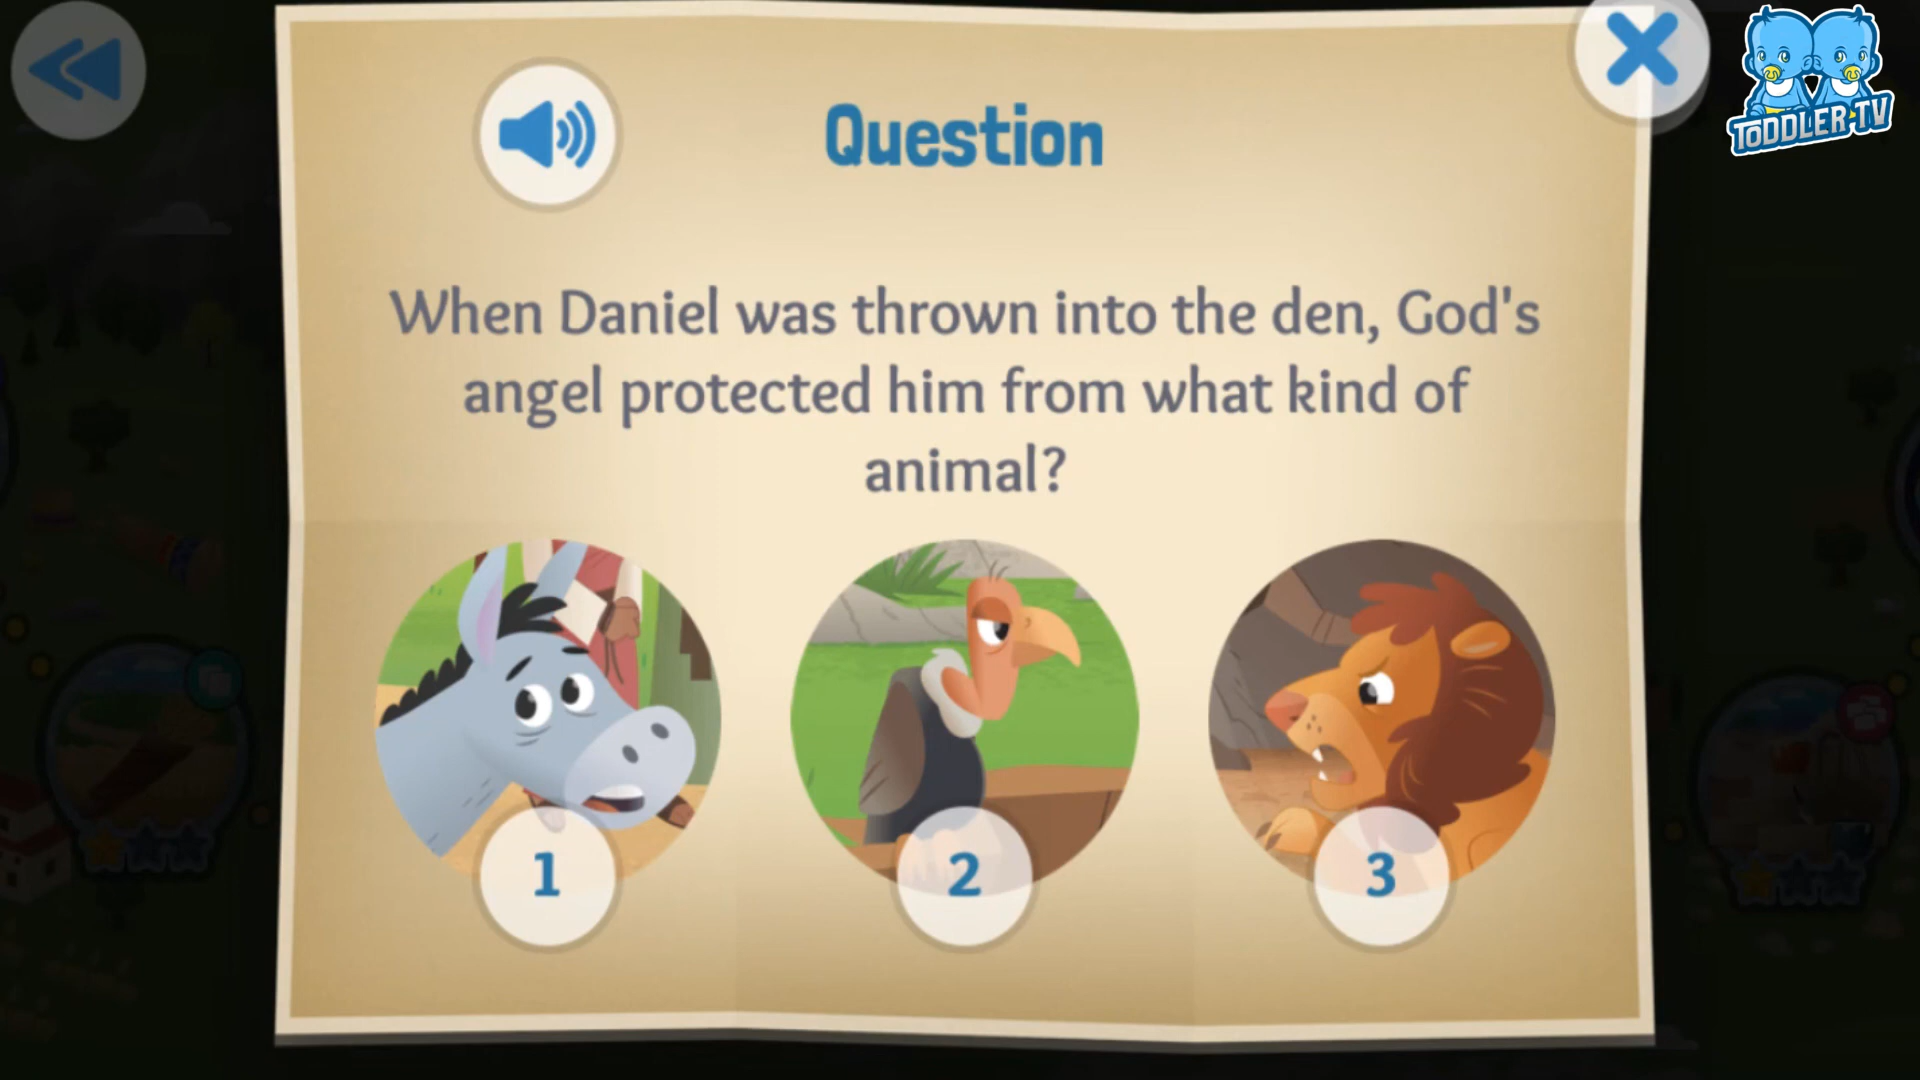 TODDLER TV
Question
When Daniel was thrown into the den, God's
angel protected him from what kind of
animal?
1
2
3